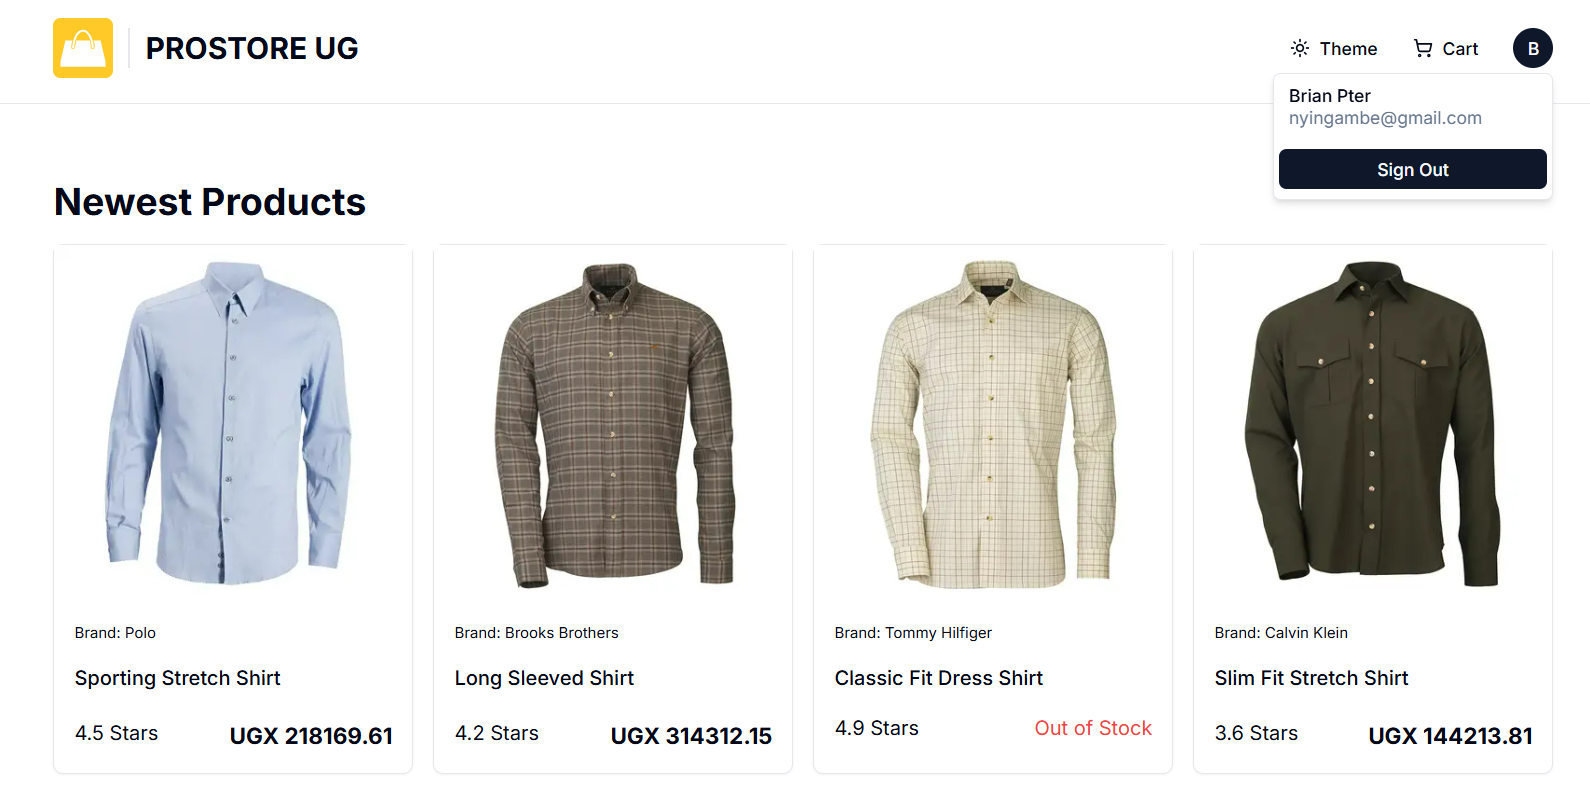 PROSTORE UG
Theme
Cart
B
Brian Pter
nyingambe@gmail.com
Sign Out
Newest Products
Brand: Polo
Sporting Stretch Shirt
4.5 Stars
UGX 218169.61
Brand: Brooks Brothers
Long Sleeved Shirt
4.2 Stars
UGX 314312.15
Brand: Tommy Hilfiger
Classic Fit Dress Shirt
4.9 Stars
Out of Stock
Brand: Calvin Klein
Slim Fit Stretch Shirt
3.6 Stars
UGX 144213.81